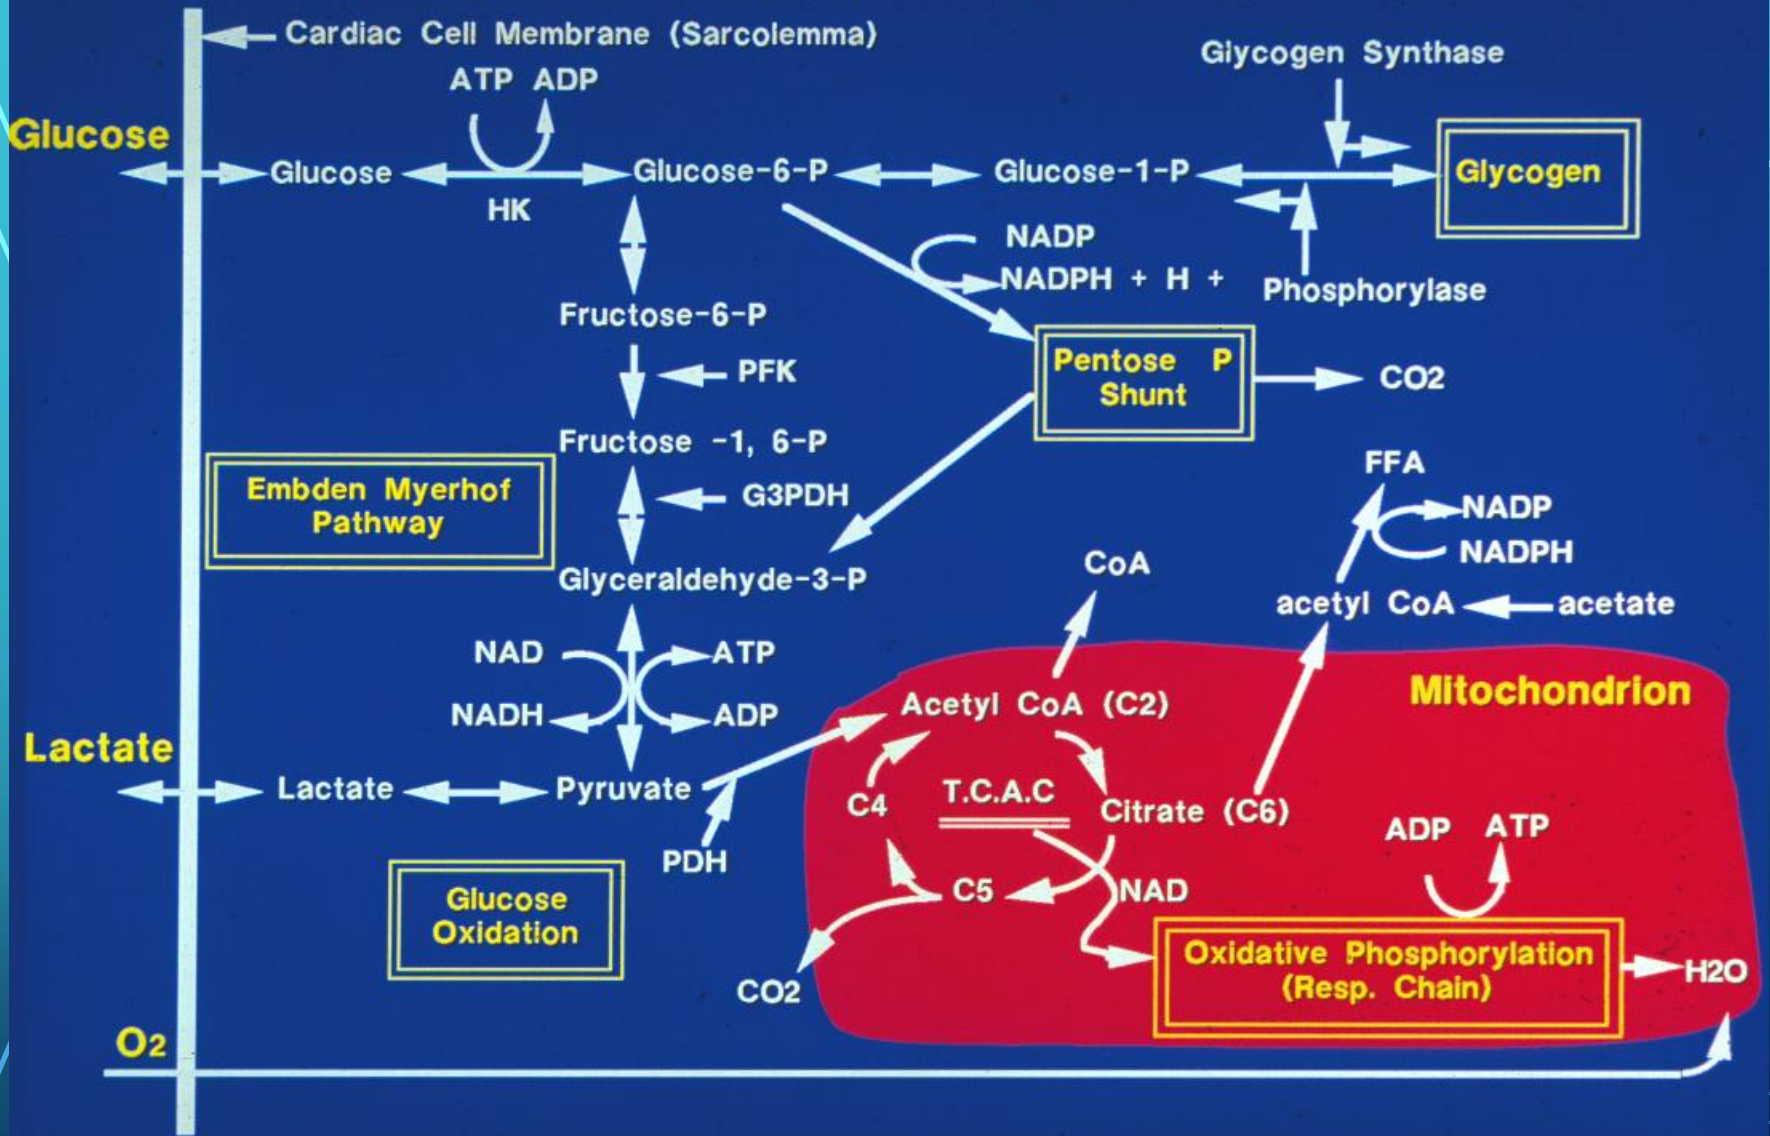 Cardiac Cell Membrane (Sarcolemma)
Glycogen Synthase
ATP ADP
Glucose
Glucose
Glucose-6-P
Glucose-1-P
Glycogen
HK
NADP
NADPH + H +
Phosphorylase
Fructose-6-P
PFK
Pentose P
Shunt
CO2
Fructose -1, 6-P
Embden Myerhof
Pathway
G3PDH
FFA
NADP
NADPH
Glyceraldehyde-3-P
CoA
acetyl CoA
acetate
NAD
ATP
NADH
ADP
Mitochondrion
Acetyl CoA (C2)
Lactate
Lactate
Pyruvate
PDH
C4
T.C.A.C
Citrate (C6)
ADP ATP
C5
NAD
Glucose
Oxidation
CO2
Oxidative Phosphorylation
(Resp. Chain)
H2O
O2